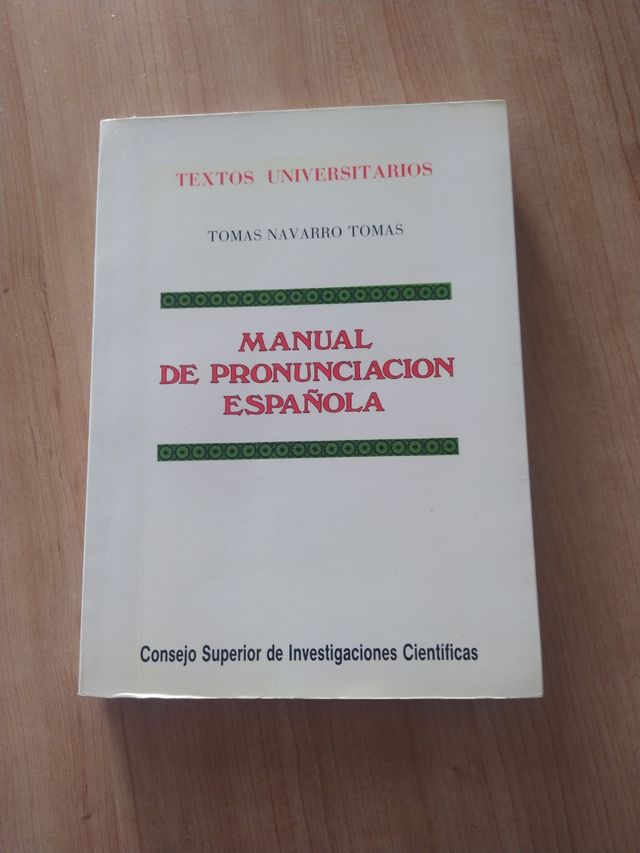 TEXTOS UNIVERSITARIOS
TOMAS NAVARRO TOMAS
MANUAL
DE PRONUNCIACION
ESPAÑOLA
Consejo Superior de Investigaciones Científicas